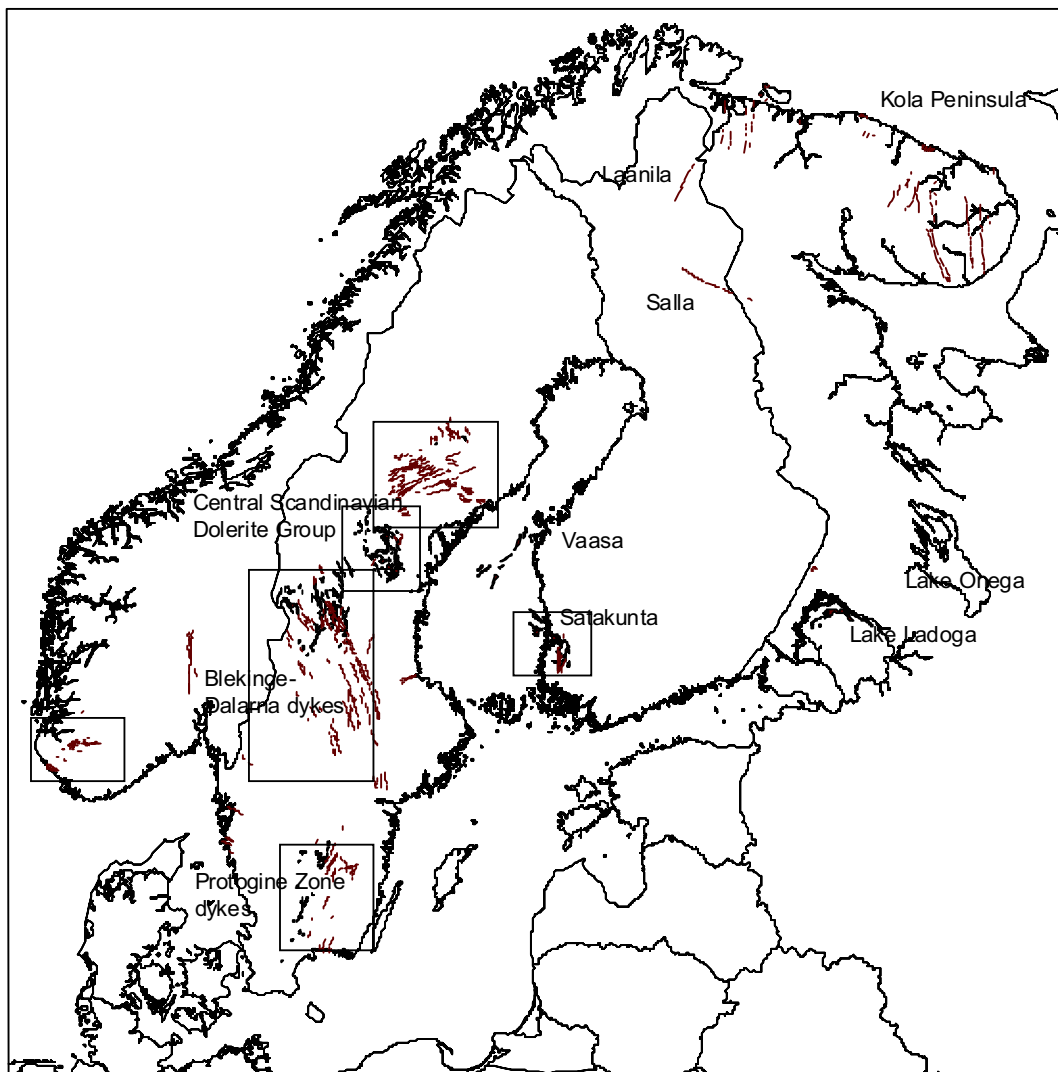 Kola Peninsula
Laanila
Salla
Central Scandinavian
Dolerite Group
Vaasa
Lake Onega
Satakunta
Lake Ladoga
Blekinge-
Dalarna dykes
Protogine Zone
dykes